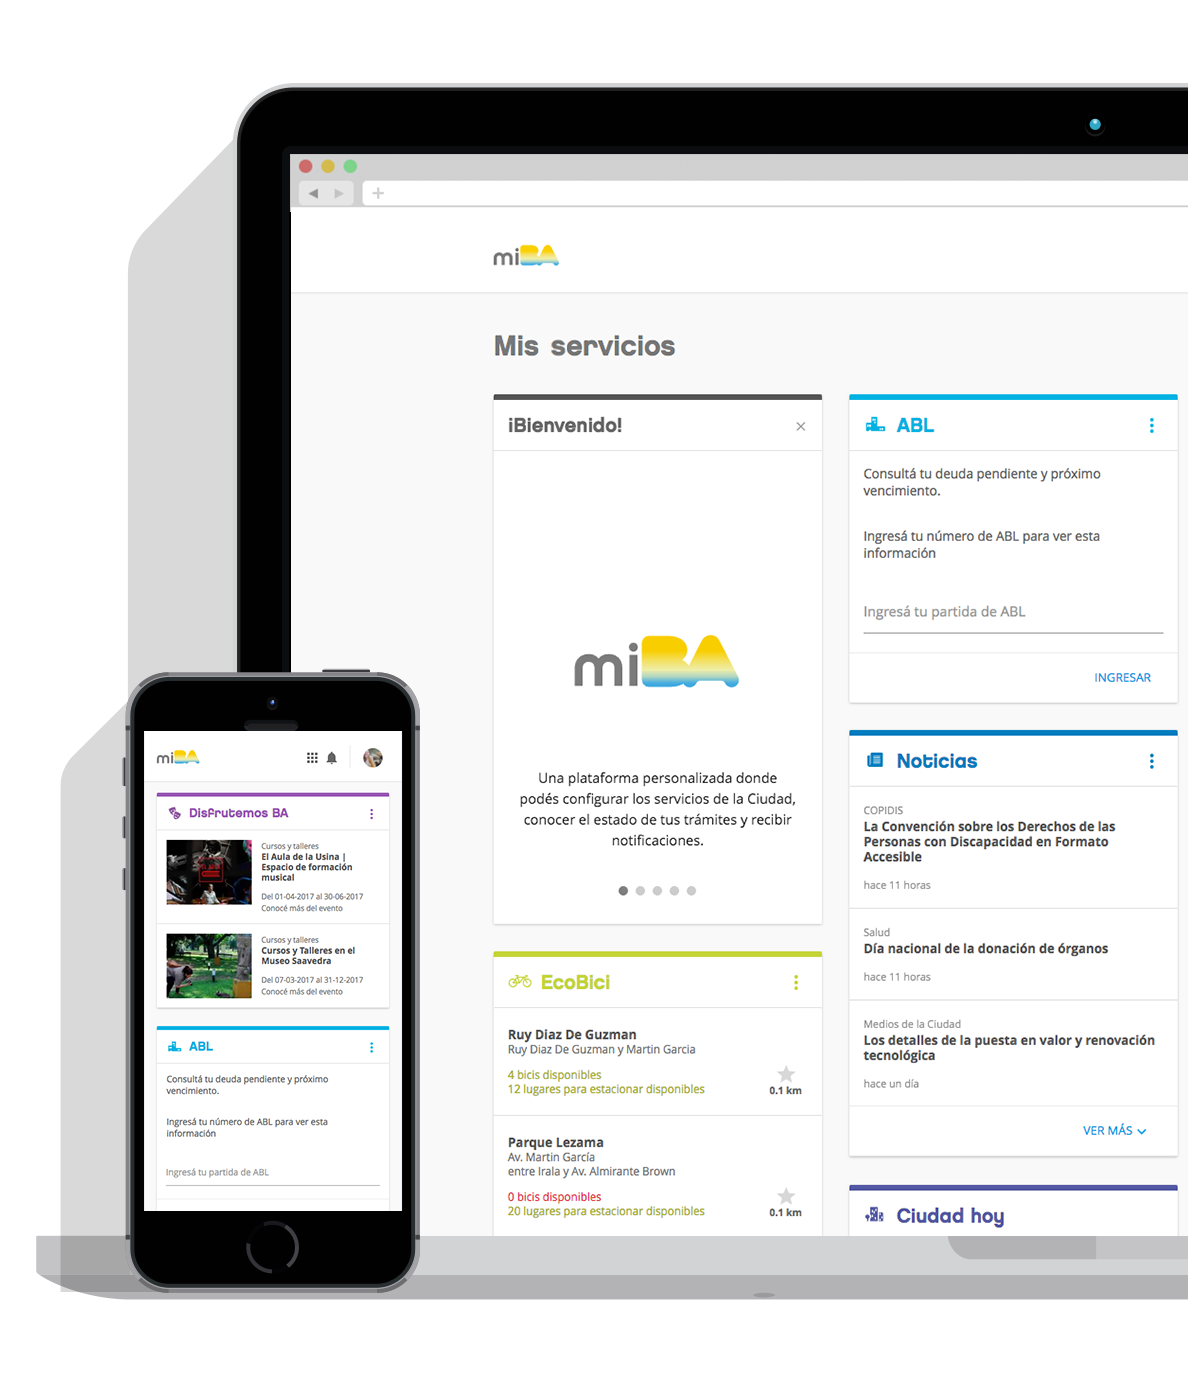 miBA
Mis servicios
¡Bienvenido!
miBA
Una plataforma personalizada donde
podés configurar los servicios de la Ciudad,
conocer el estado de tus trámites y recibir
notificaciones.
EcoBici
Ruy Diaz De Guzman
Ruy Diaz De Guzman y Martin Garcia
4 bicis disponibles
12 lugares para estacionar disponibles
0.1 km
Parque Lezama
Av. Martin García
entre Irala y Av. Almirante Brown
0 bicis disponibles
20 lugares para estacionar disponibles
0.1 km
ABL
Consultá tu deuda pendiente y próximo
vencimiento.
Ingresá tu número de ABL para ver esta
información
Ingresá tu partida de ABL
INGRESAR
Noticias
COPIDIS
La Convención sobre los Derechos de las
Personas con Discapacidad en Formato
Accesible
hace 11 horas
Salud
Día nacional de la donación de órganos
hace 11 horas
Medios de la Ciudad
Los detalles de la puesta en valor y renovación
tecnológica
hace un día
VER MÁS
Ciudad hoy
miBA
Disfrutemos BA
Cursos y talleres
El Aula de la Usina |
Espacio de formación
musical
Del 01-04-2017 al 30-06-2017
Conocé más del evento
Cursos y talleres
Cursos y Talleres en el
Museo Saavedra
Del 07-03-2017 al 31-12-2017
Conocé más del evento
ABL
Consultá tu deuda pendiente y próximo
vencimiento.
Ingresá tu número de ABL para ver esta
información
Ingresá tu partida de ABL